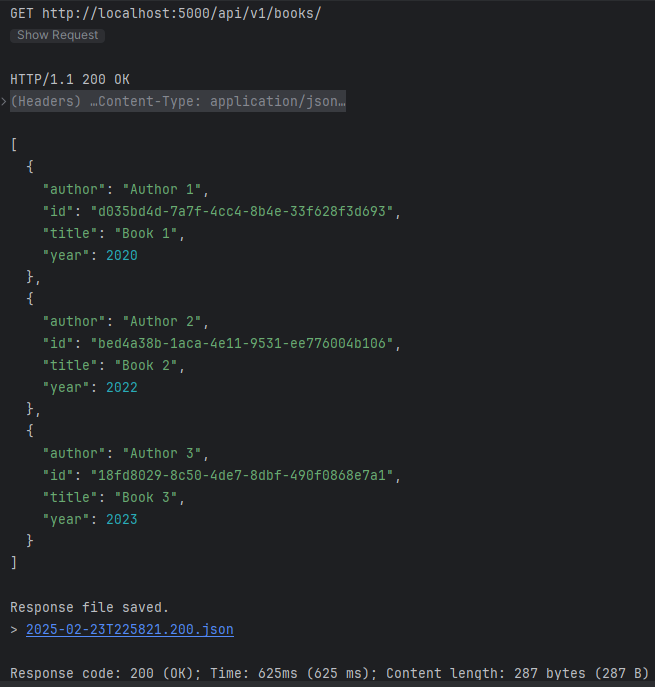 GET http://localhost:5000/api/v1/books/
Show Request
HTTP/1.1 200 OK
(Headers) …Content-Type: application/json…
[
  {
    "author": "Author 1",
    "id": "d035bd4d-7a7f-4cc4-8b4e-33f628f3d693",
    "title": "Book 1",
    "year": 2020
  },
  {
    "author": "Author 2",
    "id": "bed4a38b-1aca-4e11-9531-ee776004b106",
    "title": "Book 2",
    "year": 2022
  },
  {
    "author": "Author 3",
    "id": "18fd8029-8c50-4de7-8dbf-490f0868e7a1",
    "title": "Book 3",
    "year": 2023
  }
]
Response file saved.
> 2025-02-23T225821.200.json
Response code: 200 (OK); Time: 625ms (625 ms); Content length: 287 bytes (287 B)